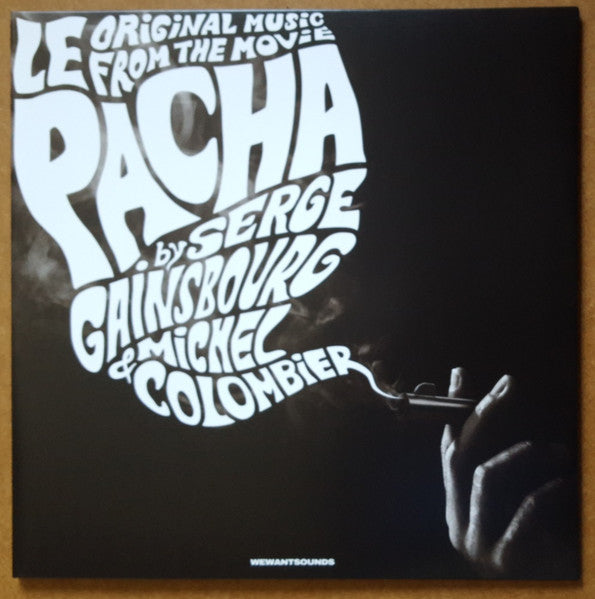 LE ORiGiNAL MUSiC
FROM THE MOViE
PACHA
by SERGE
GAiNSBOURG
& MiCHEL
COLOMBiER
WEWANTSOUNDS